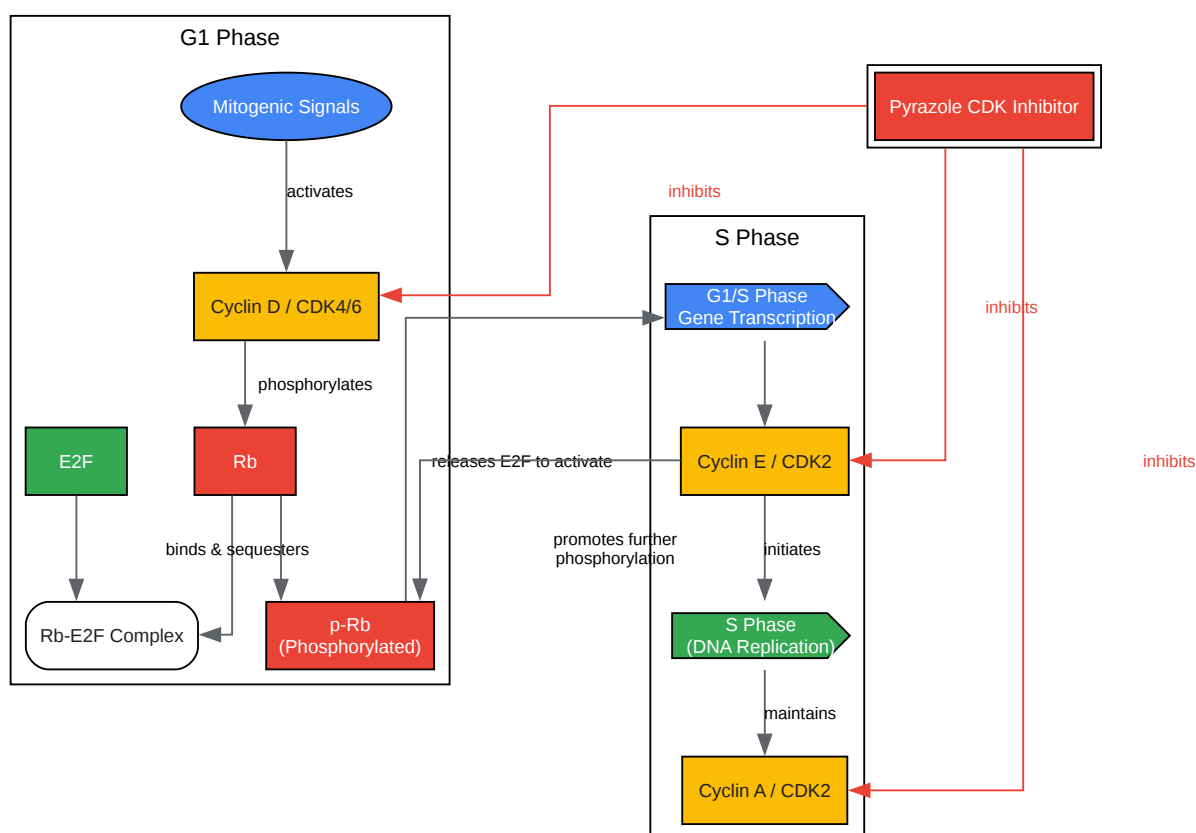 G1 Phase
Mitogenic Signals
Pyrazole CDK Inhibitor
activates
inhibits
S Phase
Cyclin D / CDK4/6
G1/S Phase
Gene Transcription
inhibits
phosphorylates
E2F
Rb
releases E2F to activate
Cyclin E / CDK2
inhibits
binds & sequesters
promotes further
phosphorylation
initiates
Rb-E2F Complex
p-Rb
(Phosphorylated)
S Phase
(DNA Replication)
maintains
Cyclin A / CDK2